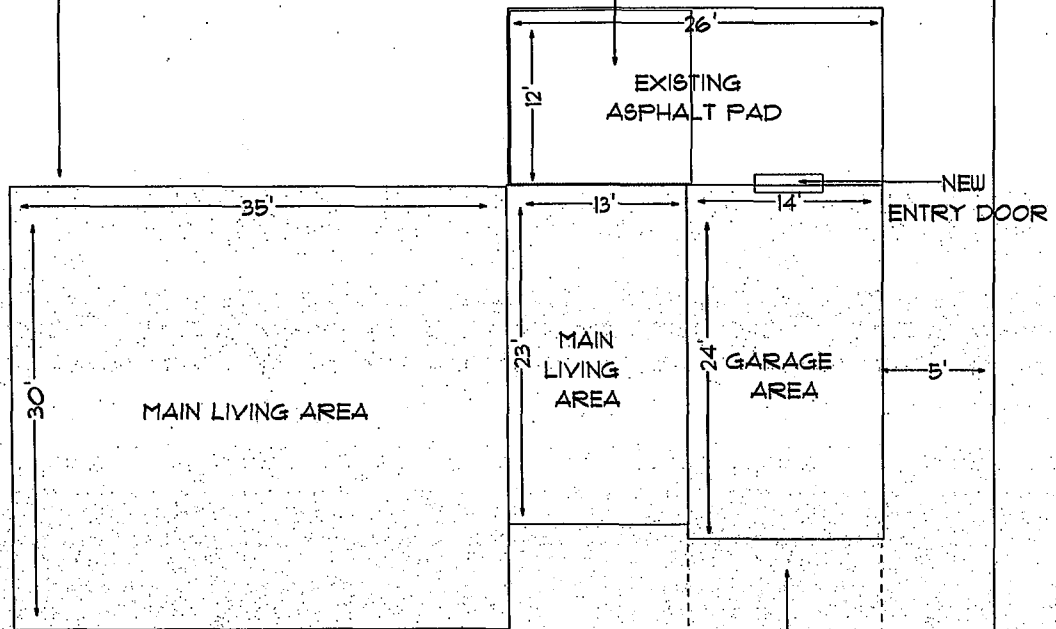 26'
12'
EXISTING
ASPHALT PAD
NEW
ENTRY DOOR
35'
13'
14'
30'
MAIN LIVING AREA
23'
MAIN
LIVING
AREA
24'
GARAGE
AREA
5'